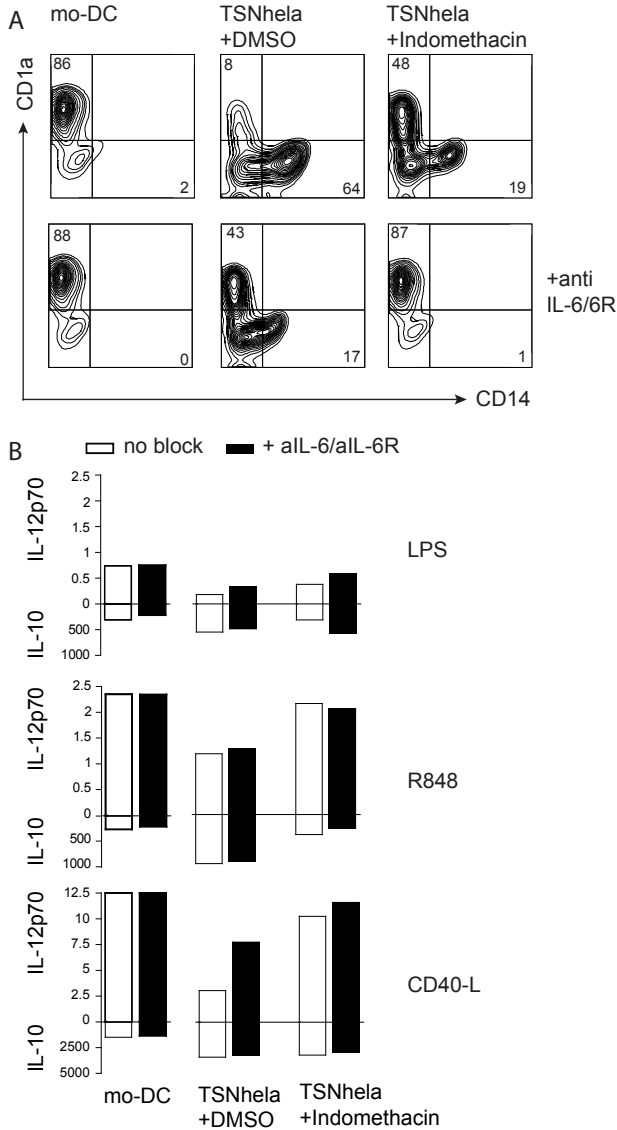 A
mo-DC
TSNhela
+DMSO
TSNhela
+Indomethacin
CD1a
86
2
8
64
48
19
88
0
43
17
87
1
+anti
IL-6/6R
CD14
B
no block
+ aIL-6/aIL-6R
IL-12p70
IL-10
2.5
2
1.5
1
0.5
0
500
1000
LPS
IL-12p70
IL-10
2.5
2
1.5
1
0.5
0
500
1000
R848
IL-12p70
IL-10
12.5
10
7.5
5
2.5
0
2500
5000
CD40-L
mo-DC
TSNhela
+DMSO
TSNhela
+Indomethacin